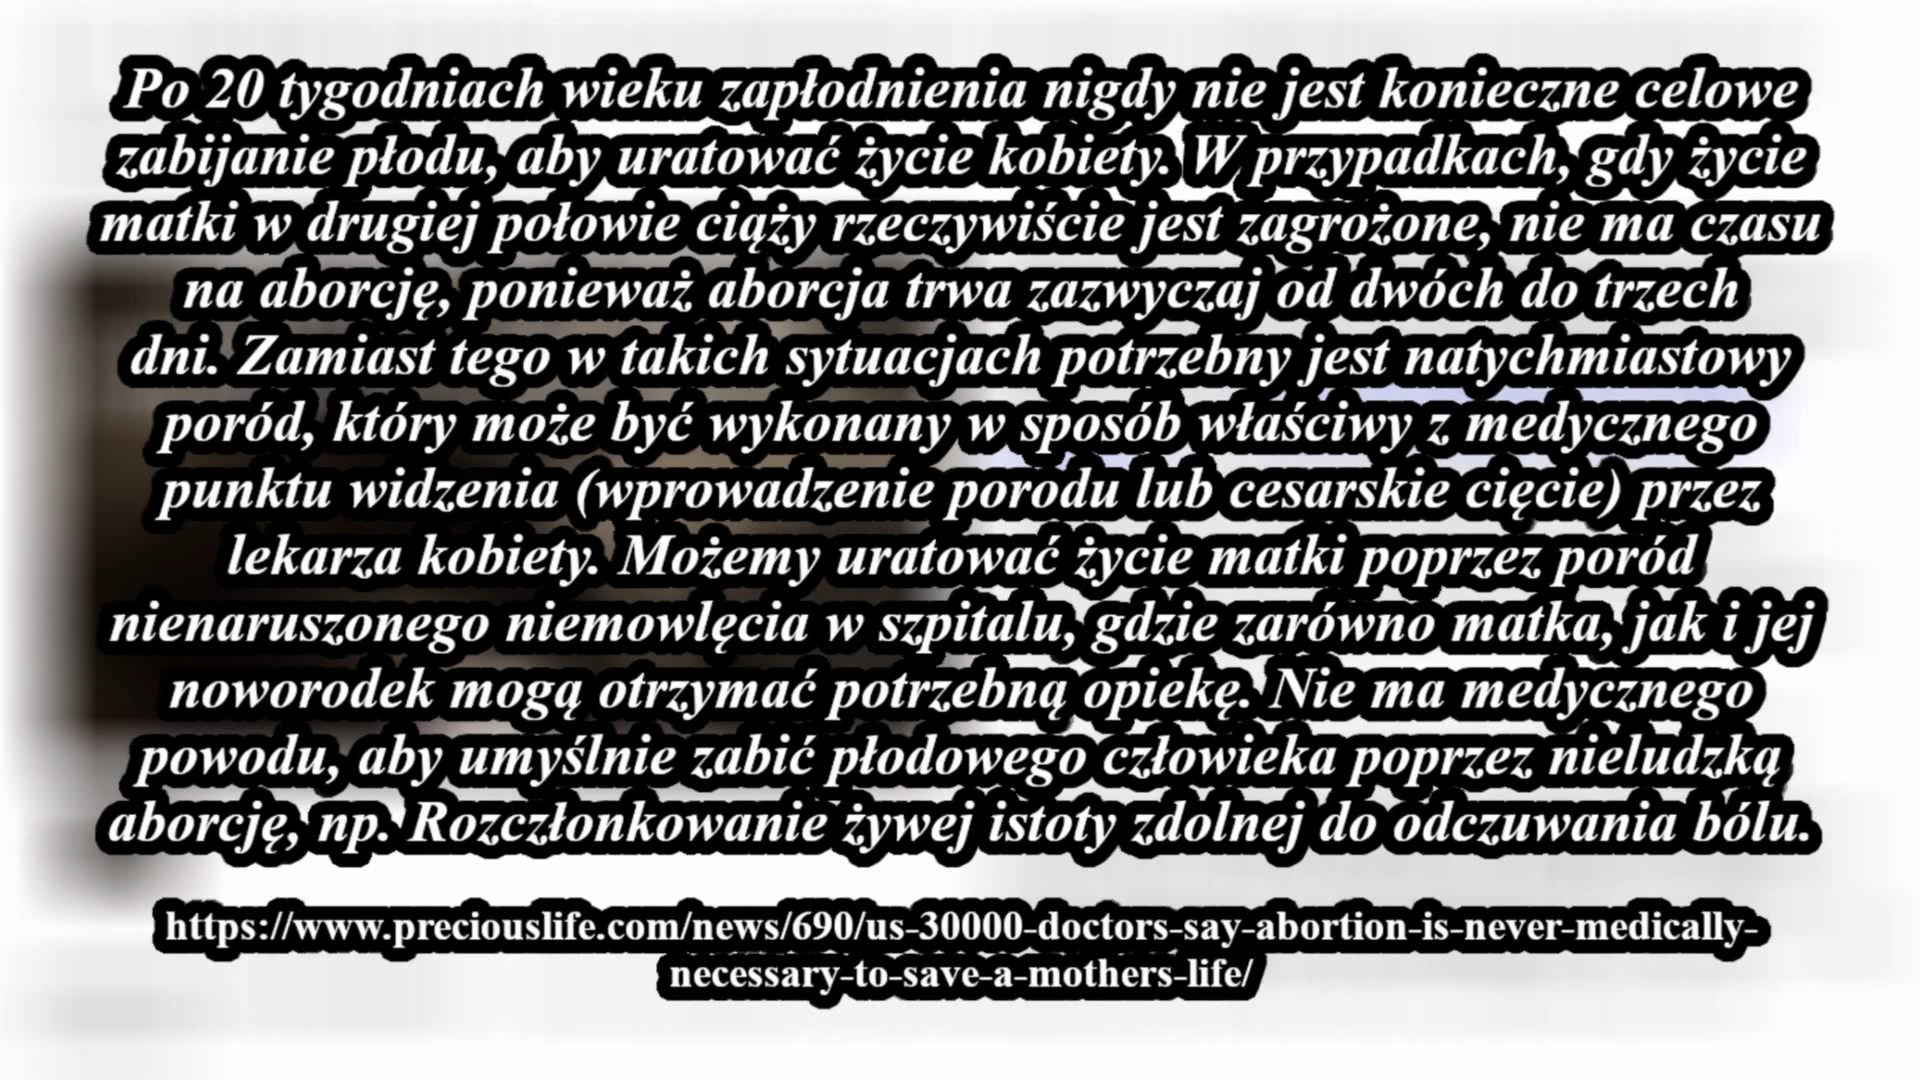 Po 20 tygodniach wieku zapłodnienia nigdy nie jest konieczne celowe
zabijanie płodu, aby uratować życie kobiety. W przypadkach, gdy życie
matki w drugiej połowie ciąży rzeczywiście jest zagrożone, nie ma czasu
na aborcję, ponieważ aborcja trwa zazwyczaj od dwóch do trzech
dni. Zamiast tego w takich sytuacjach potrzebny jest natychmiastowy
poród, który może być wykonany w sposób właściwy z medycznego
punktu widzenia (wprowadzenie porodu lub cesarskie cięcie) przez
lekarza kobiety. Możemy uratować życie matki poprzez poród
nienaruszonego niemowlęcia w szpitalu, gdzie zarówno matka, jak i jej
noworodek mogą otrzymać potrzebną opiekę. Nie ma medycznego
powodu, aby umyślnie zabić płodowego człowieka poprzez nieludzką
aborcję, np. Rozczłonkowanie żywej istoty zdolnej do odczuwania bólu.
https://www.preciouslife.com/news/690/us-30000-doctors-say-abortion-is-never-medically-
necessary-to-save-a-mothers-life/